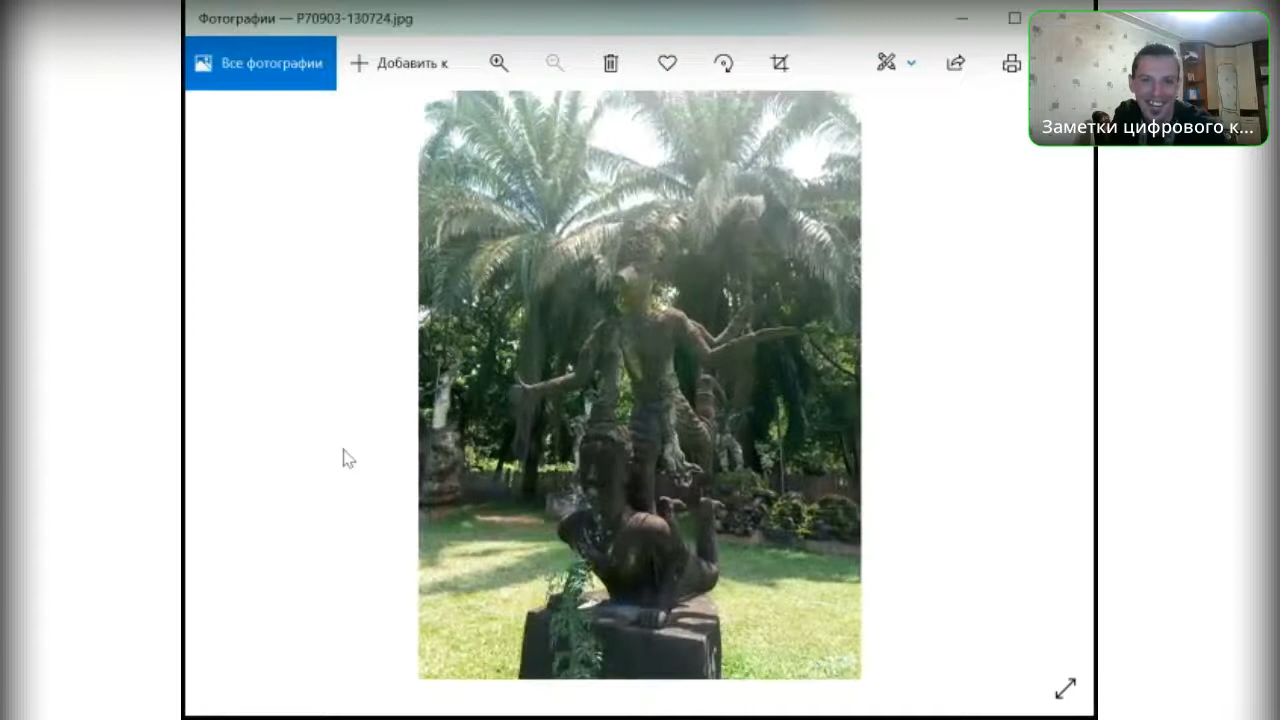 Фотографии — P70903-130724.jpg
Все фотографии
Добавить к
Заметки цифрового к...